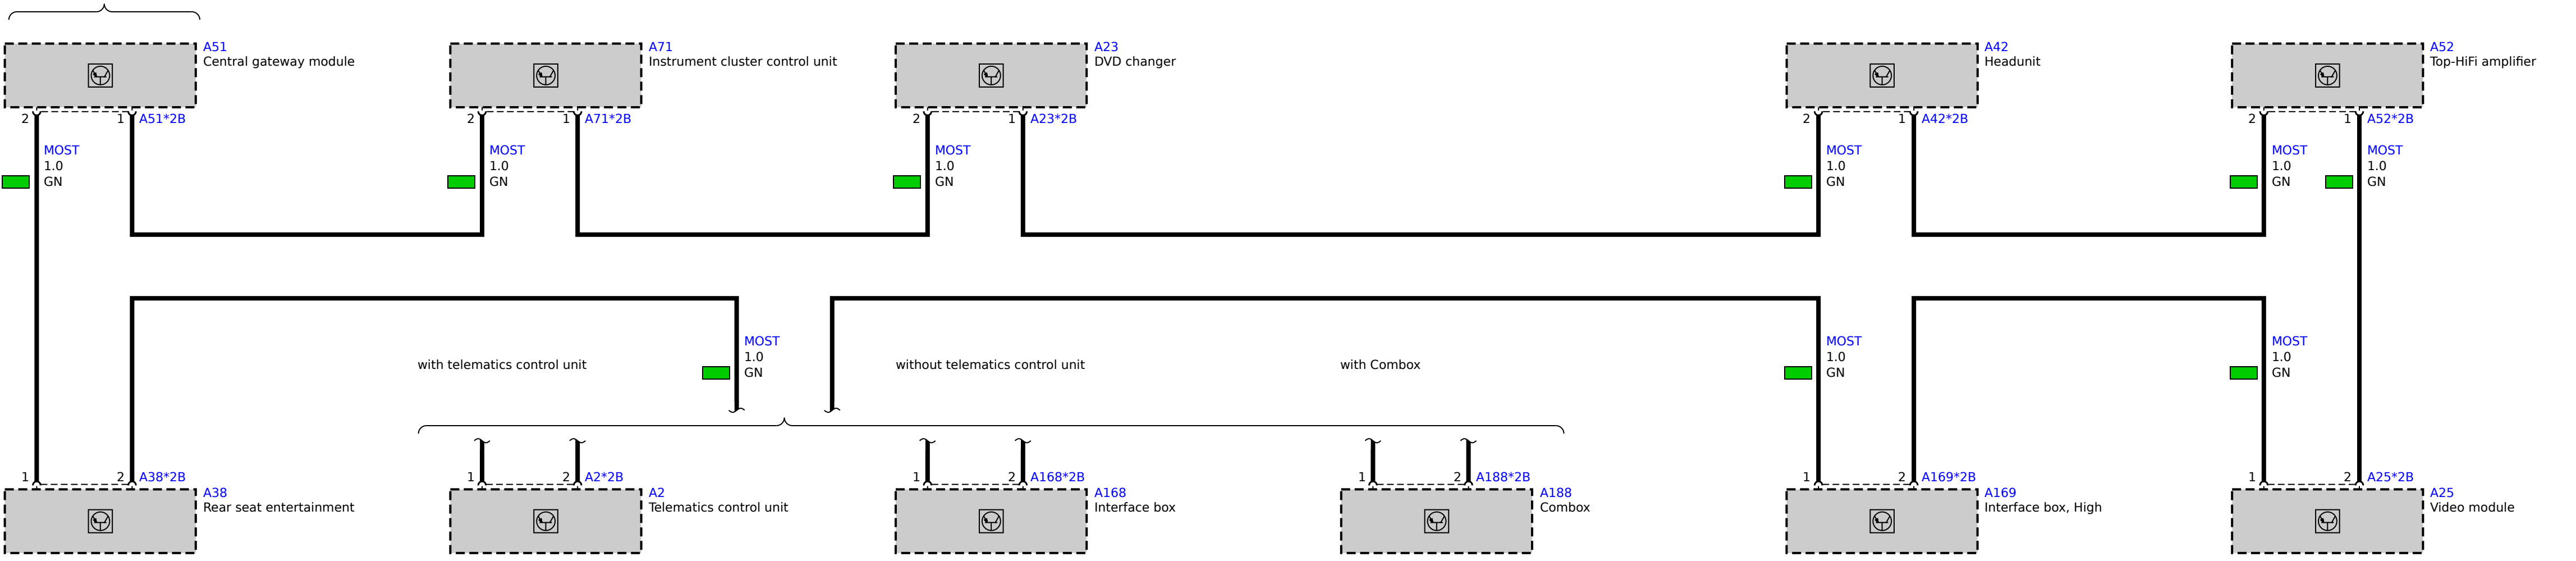 A51
Central gateway module
A71
Instrument cluster control unit
A23
DVD changer
A42
Headunit
A52
Top-HiFi amplifier
2 1 A51*2B
2 1 A71*2B
2 1 A23*2B
2 1 A42*2B
2 1 A52*2B
MOST
1.0
GN
MOST
1.0
GN
MOST
1.0
GN
MOST
1.0
GN
MOST
1.0
GN
MOST
1.0
GN
with telematics control unit
MOST
1.0
GN
without telematics control unit
with Combox
MOST
1.0
GN
MOST
1.0
GN
1 2 A38*2B
1 2 A2*2B
1 2 A168*2B
1 2 A188*2B
1 2 A169*2B
1 2 A25*2B
A38
Rear seat entertainment
A2
Telematics control unit
A168
Interface box
A188
Combox
A169
Interface box, High
A25
Video module